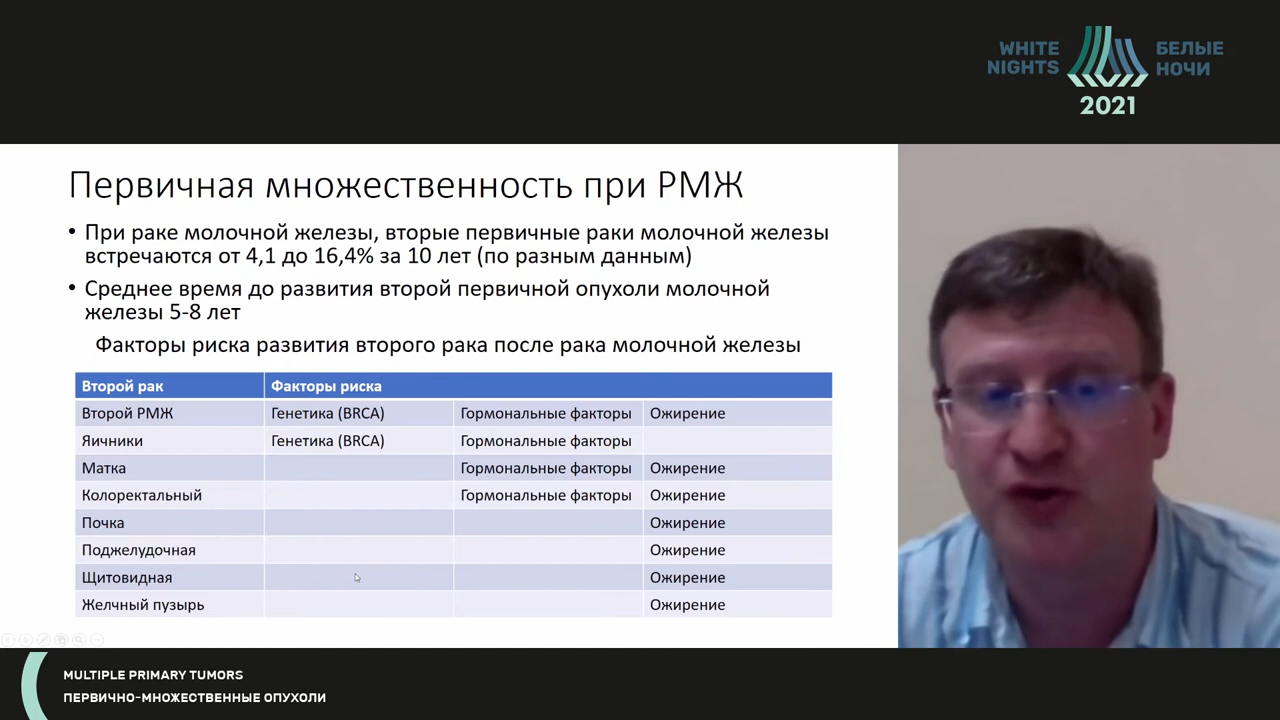 WHITE NIGHTS
БЕЛЫЕ НОЧИ
2021
Первичная множественность при РМЖ
• При раке молочной железы, вторые первичные раки молочной железы
встречаются от 4,1 до 16,4% за 10 лет (по разным данным)
• Среднее время до развития второй первичной опухоли молочной
железы 5-8 лет
Факторы риска развития второго рака после рака молочной железы
Второй рак Факторы риска
Второй РМЖ Генетика (BRCA) Гормональные факторы Ожирение
Яичники Генетика (BRCA) Гормональные факторы
Матка Гормональные факторы Ожирение
Колоректальный Гормональные факторы Ожирение
Почка Ожирение
Поджелудочная Ожирение
Щитовидная Ожирение
Желчный пузырь Ожирение
MULTIPLE PRIMARY TUMORS
ПЕРВИЧНО-МНОЖЕСТВЕННЫЕ ОПУХОЛИ